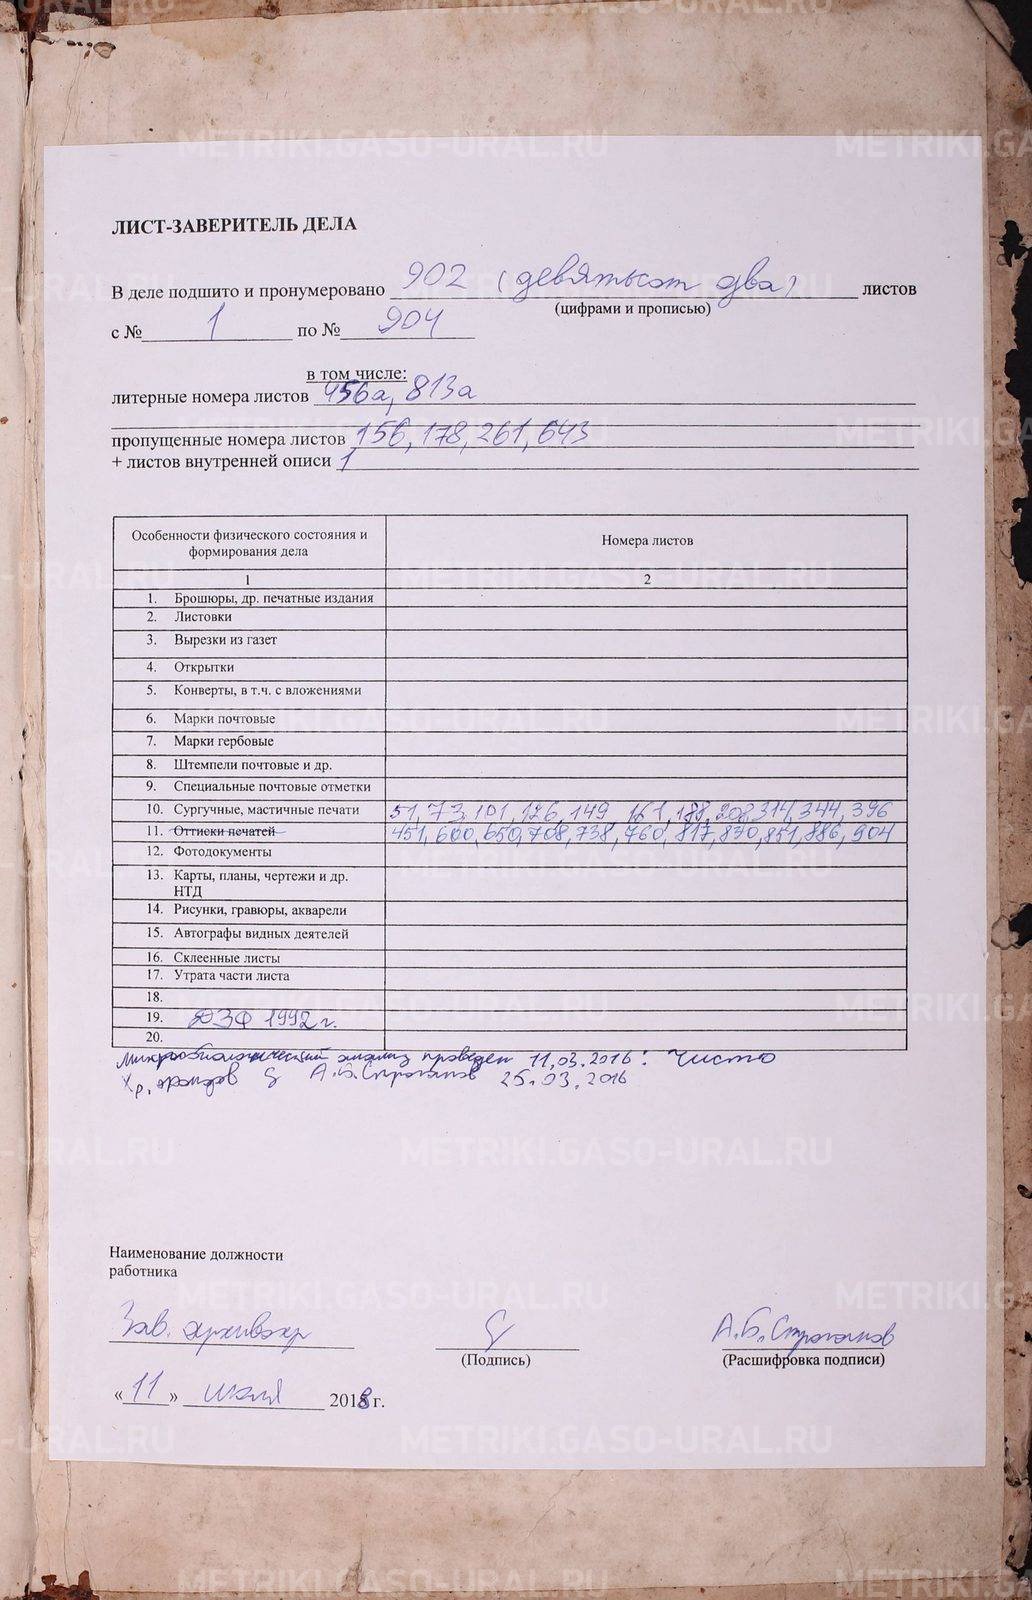 ЛИСТ-ЗАВЕРИТЕЛЬ ДЕЛА
В деле подшито и пронумеровано 902 (девятьсот два) листов
(цифрами и прописью)
с № 1 по № 904
в том числе:
литерные номера листов 456а, 813а
пропущенные номера листов 156, 178, 261, 643
+ листов внутренней описи 1
Особенности физического состояния и формирования дела
Номера листов
1
2
1. Брошюры, др. печатные издания
2. Листовки
3. Вырезки из газет
4. Открытки
5. Конверты, в т.ч. с вложениями
6. Марки почтовые
7. Марки гербовые
8. Штемпели почтовые и др.
9. Специальные почтовые отметки
10. Сургучные, мастичные печати 51, 73, 101, 126, 149, 161, 188, 208, 314, 344, 396
11. Оттиски печатей 451, 600, 650, 708, 738, 760, 817, 830, 851, 886, 904
12. Фотодокументы
13. Карты, планы, чертежи и др.
НТД
14. Рисунки, гравюры, акварели
15. Автографы видных деятелей
16. Склеенные листы
17. Утрата части листа
18.
19. ДЗФ 1992 г.
20.
Микробиологический анализ проведен 11.03.2016: Чисто
Хр. фондов А.Б. Строганов 25.03.2016
Наименование должности
работника
Зав. архивохр А.Б. Строганов
(Подпись) (Расшифровка подписи)
«11» июля 2018 г.
METRIKI.GASO-URAL.RU